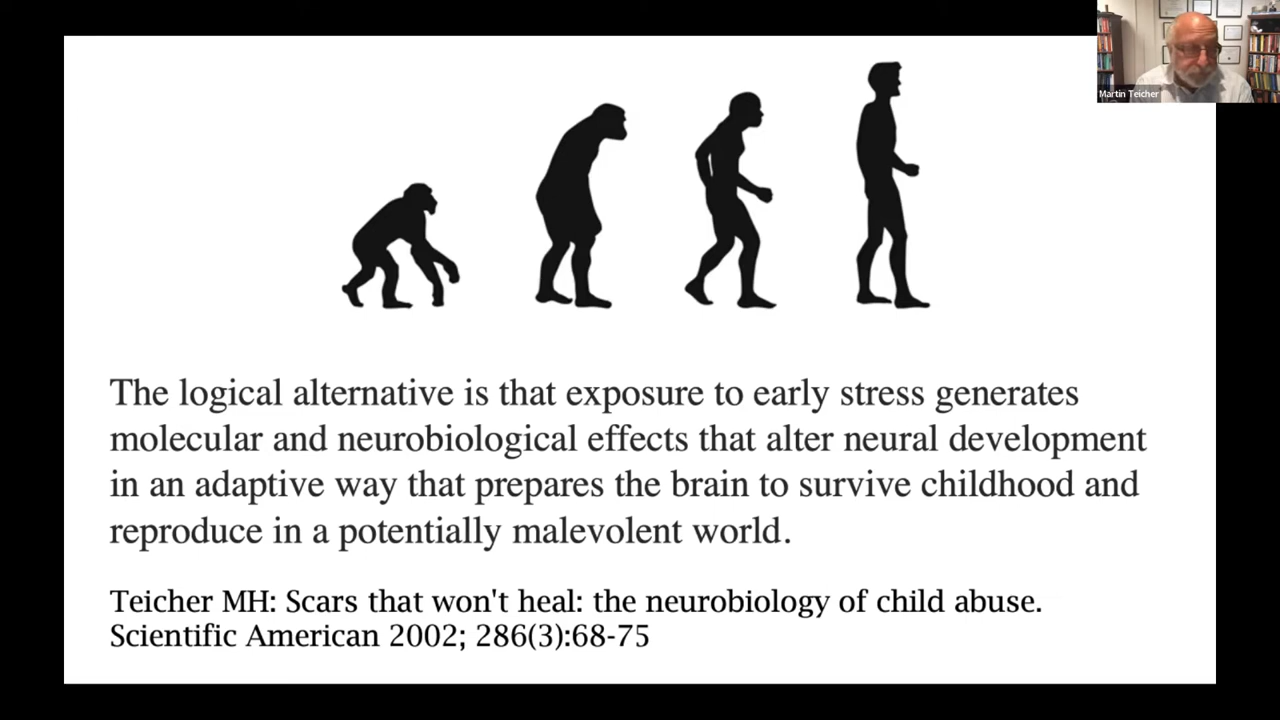 Martin Teicher
The logical alternative is that exposure to early stress generates
molecular and neurobiological effects that alter neural development
in an adaptive way that prepares the brain to survive childhood and
reproduce in a potentially malevolent world.
Teicher MH: Scars that won't heal: the neurobiology of child abuse.
Scientific American 2002; 286(3):68-75